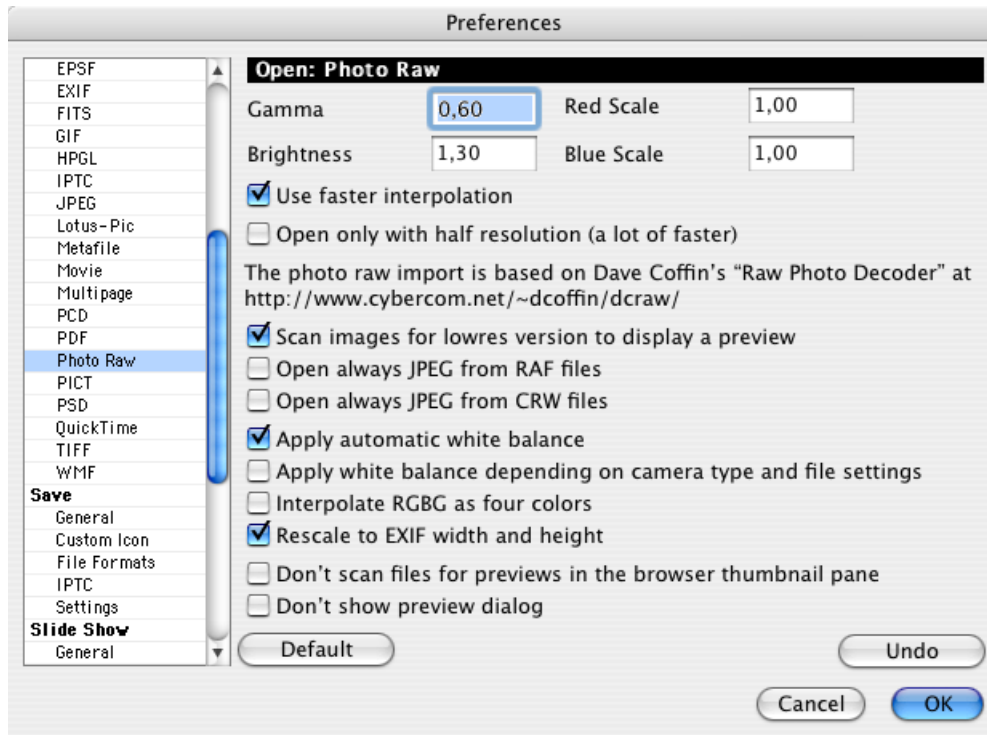 Preferences
EPSF
EXIF
FITS
GIF
HPGL
IPTC
JPEG
Lotus-Pic
Metafile
Movie
Multipage
PCD
PDF
Photo Raw
PICT
PSD
QuickTime
TIFF
WMF
Save
General
Custom Icon
File Formats
IPTC
Settings
Slide Show
General
Open: Photo Raw
Gamma 0,60 Red Scale 1,00
Brightness 1,30 Blue Scale 1,00
Use faster interpolation
Open only with half resolution (a lot of faster)
The photo raw import is based on Dave Coffin's “Raw Photo Decoder” at
http://www.cybercom.net/~dcoffin/dcraw/
Scan images for lowres version to display a preview
Open always JPEG from RAF files
Open always JPEG from CRW files
Apply automatic white balance
Apply white balance depending on camera type and file settings
Interpolate RGBG as four colors
Rescale to EXIF width and height
Don't scan files for previews in the browser thumbnail pane
Don't show preview dialog
Default Undo
Cancel OK